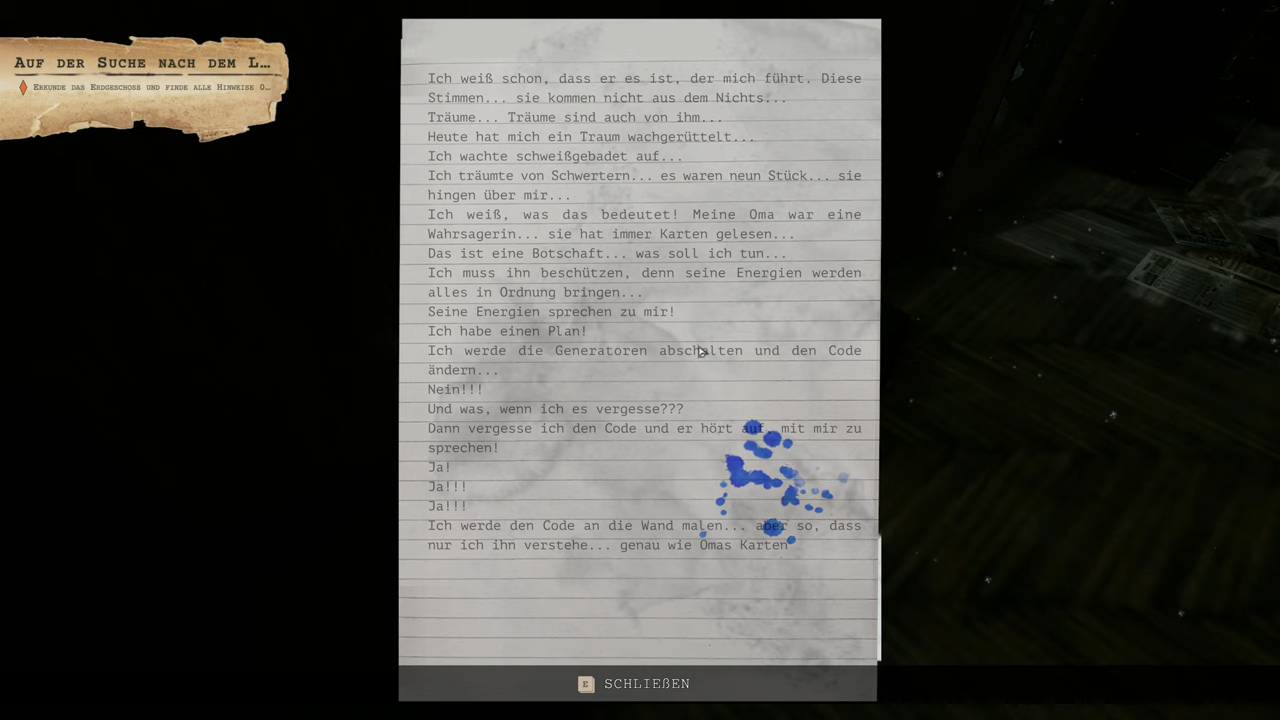 Auf der Suche nach dem L…
Erkunde das Erdgeschoss und finde alle Hinweise 0…
Ich weiß schon, dass er es ist, der mich führt. Diese
Stimmen... sie kommen nicht aus dem Nichts...
Träume... Träume sind auch von ihm...
Heute hat mich ein Traum wachgerüttelt...
Ich wachte schweißgebadet auf...
Ich träumte von Schwertern... es waren neun Stück... sie
hingen über mir...
Ich weiß, was das bedeutet! Meine Oma war eine
Wahrsagerin... sie hat immer Karten gelesen...
Das ist eine Botschaft... was soll ich tun...
Ich muss ihn beschützen, denn seine Energien werden
alles in Ordnung bringen...
Seine Energien sprechen zu mir!
Ich habe einen Plan!
Ich werde die Generatoren abschalten und den Code
ändern...
Nein!!!
Und was, wenn ich es vergesse???
Dann vergesse ich den Code und er hört auf, mit mir zu
sprechen!
Ja!
Ja!!!
Ja!!!
Ich werde den Code an die Wand malen... aber so, dass
nur ich ihn verstehe... genau wie Omas Karten
E SCHLIEẞEN